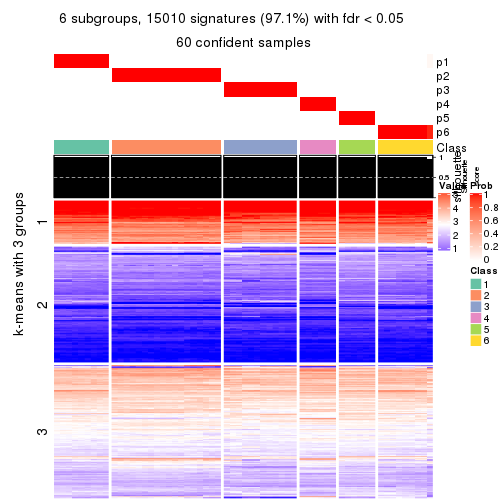 6 subgroups, 15010 signatures (97.1%) with fdr < 0.05
60 confident samples
p1
p2
p3
p4
p5
p6
Class
1
0.5
silhouette
score
Value
4
3
2
1
Prob
1
0.8
0.6
0.4
0.2
0
Class
1
2
3
4
5
6
k-means with 3 groups
1
2
3